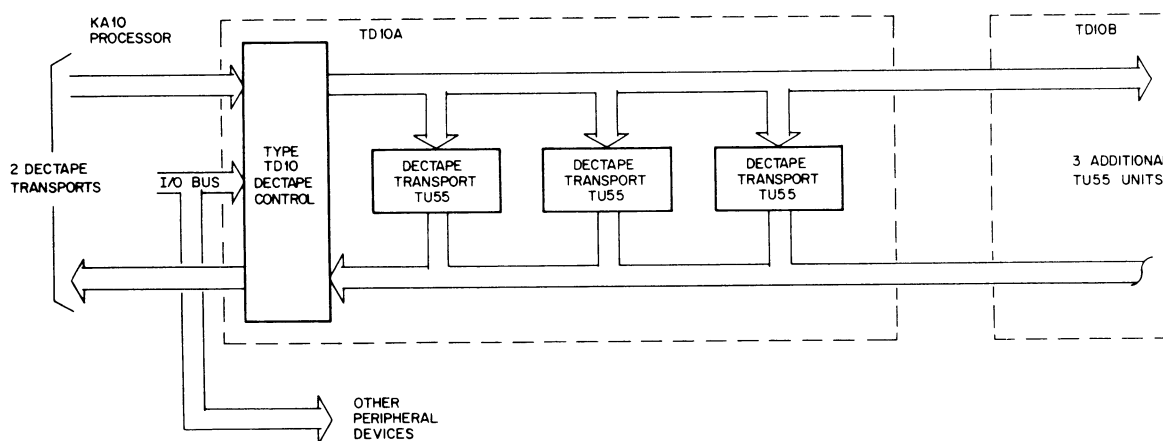 KA10
PROCESSOR
TD10A
TD10B
2 DECTAPE
TRANSPORTS
I/O BUS
TYPE
TD10
DECTAPE
CONTROL
DECTAPE
TRANSPORT
TU55
DECTAPE
TRANSPORT
TU55
DECTAPE
TRANSPORT
TU55
3 ADDITIONAL
TU55 UNITS
OTHER
PERIPHERAL
DEVICES